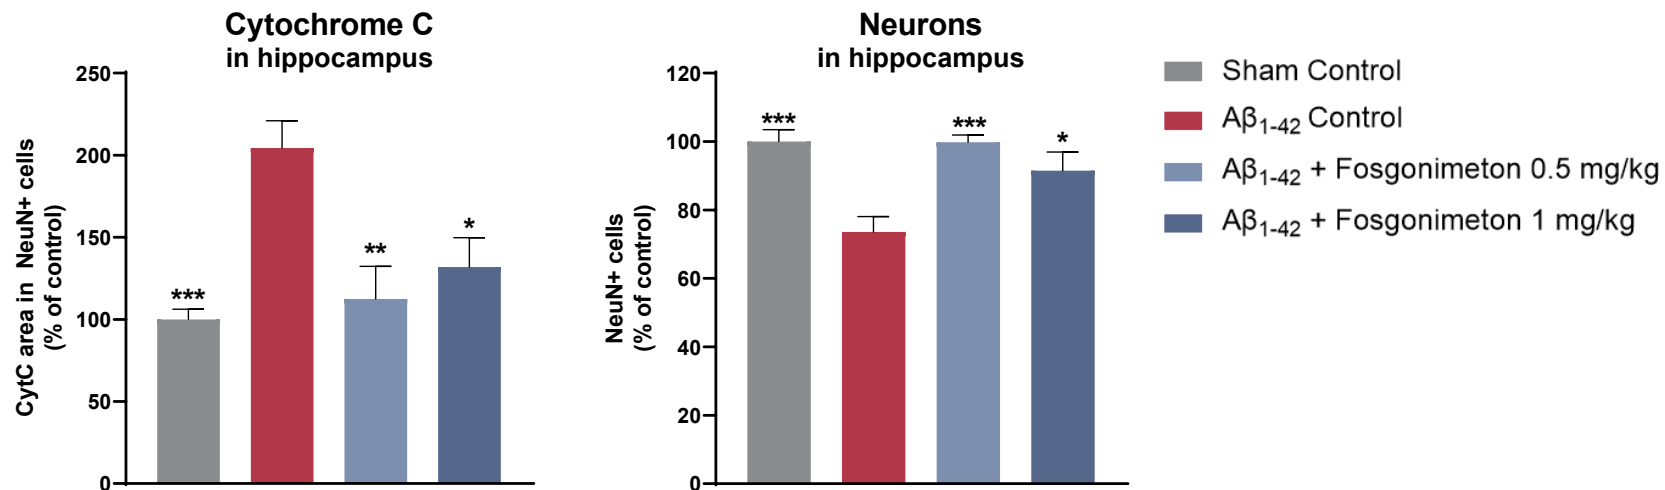 Cytochrome C
in hippocampus
CytC area in NeuN+ cells
(% of control)
250
200
150
100
50
0
***
**
*
Neurons
in hippocampus
NeuN+ cells
(% of control)
120
100
80
60
40
20
0
***
***
*
Sham Control
Aβ1-42 Control
Aβ1-42 + Fosgonimeton 0.5 mg/kg
Aβ1-42 + Fosgonimeton 1 mg/kg